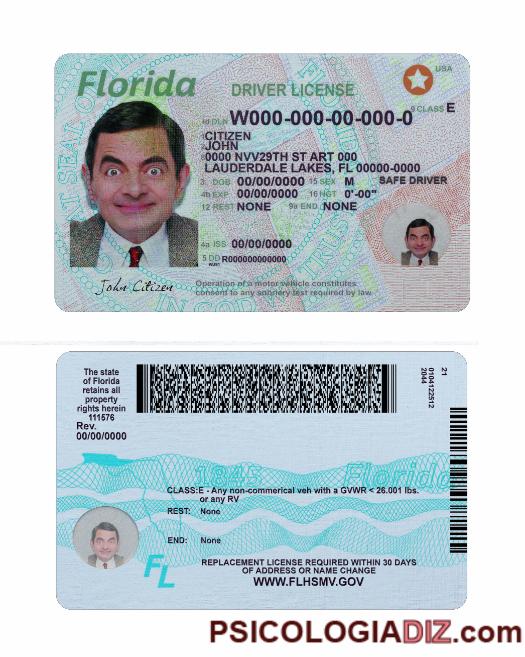 Florida
DRIVER LICENSE
USA
9 CLASS E
4d DLN W000-000-00-000-0
CITIZEN
JOHN
0000 NVV29TH ST ART 000
LAUDERDALE LAKES, FL 00000-0000
3. DOB 00/00/0000 15 SEX M SAFE DRIVER
4b EXP 00/00/0000 16 HGT 0'-00"
12 REST NONE 9a END NONE
4a ISS 00/00/0000
5 DD R000000000000
John Citizen
Operation of a motor vehicle constitutes
consent to any sobriety test required by law
The state
of Florida
retains all
property
rights herein
111576
Rev.
00/00/0000
21
0104122512
2044
1845 Florida
CLASS:E - Any non-commerical veh with a GVWR < 26.001 lbs.
or any RV
REST: None
END: None
FL
REPLACEMENT LICENSE REQUIRED WITHIN 30 DAYS
OF ADDRESS OR NAME CHANGE
WWW.FLHSMV.GOV
PSICOLOGIADIZ.com